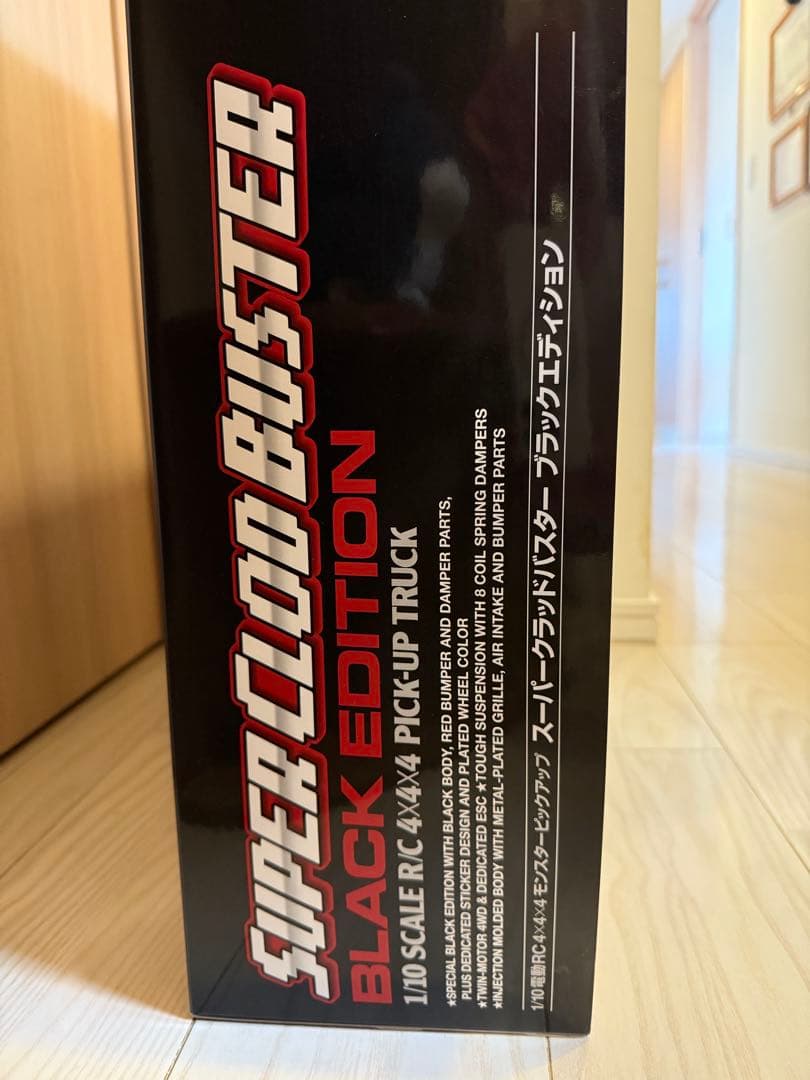 SUPER CLOD BUSTER
BLACK EDITION
1/10 SCALE R/C 4×4×4 PICK-UP TRUCK
★SPECIAL BLACK EDITION WITH BLACK BODY, RED BUMPER AND DAMPER PARTS,
PLUS DEDICATED STICKER DESIGN AND PLATED WHEEL COLOR
★TWIN-MOTOR 4WD & DEDICATED ESC ★TOUGH SUSPENSION WITH 8 COIL SPRING DAMPERS
★INJECTION MOLDED BODY WITH METAL-PLATED GRILLE, AIR INTAKE AND BUMPER PARTS
1/10 電動RC4×4×4モンスターピックアップ スーパークラッドバスター ブラックエディション